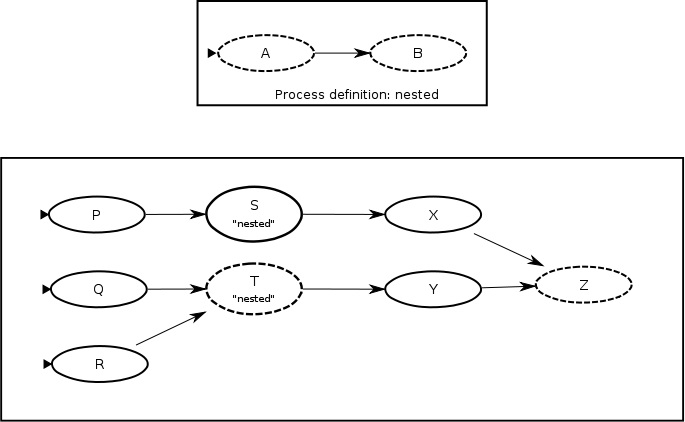 A
B
Process definition: nested
P
S
"nested"
X
Q
T
"nested"
Y
Z
R